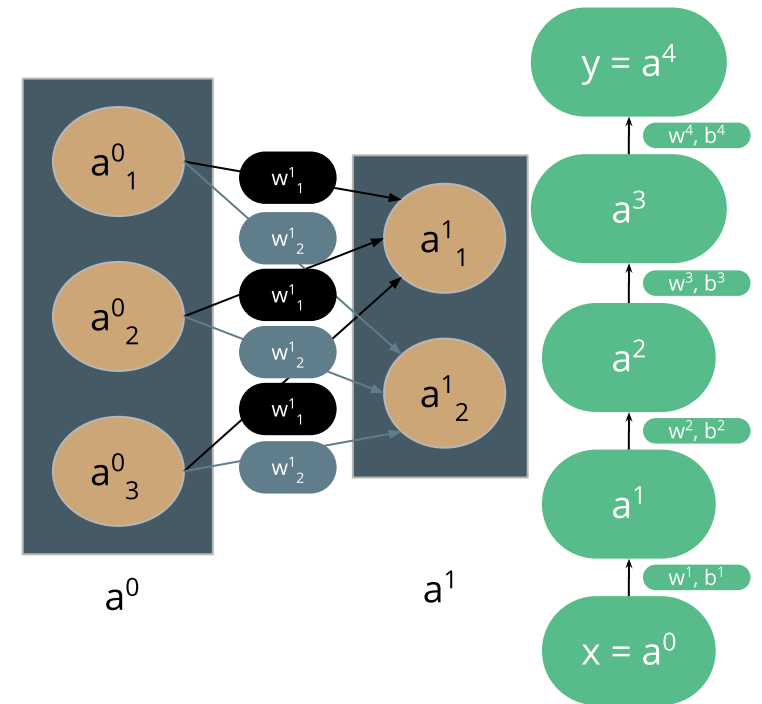 a⁰₁
a⁰₂
a⁰₃
a⁰
w¹₁
w¹₂
w¹₁
w¹₂
w¹₁
w¹₂
a¹₁
a¹₂
a¹
y = a⁴
w⁴, b⁴
a³
w³, b³
a²
w², b²
a¹
w¹, b¹
x = a⁰